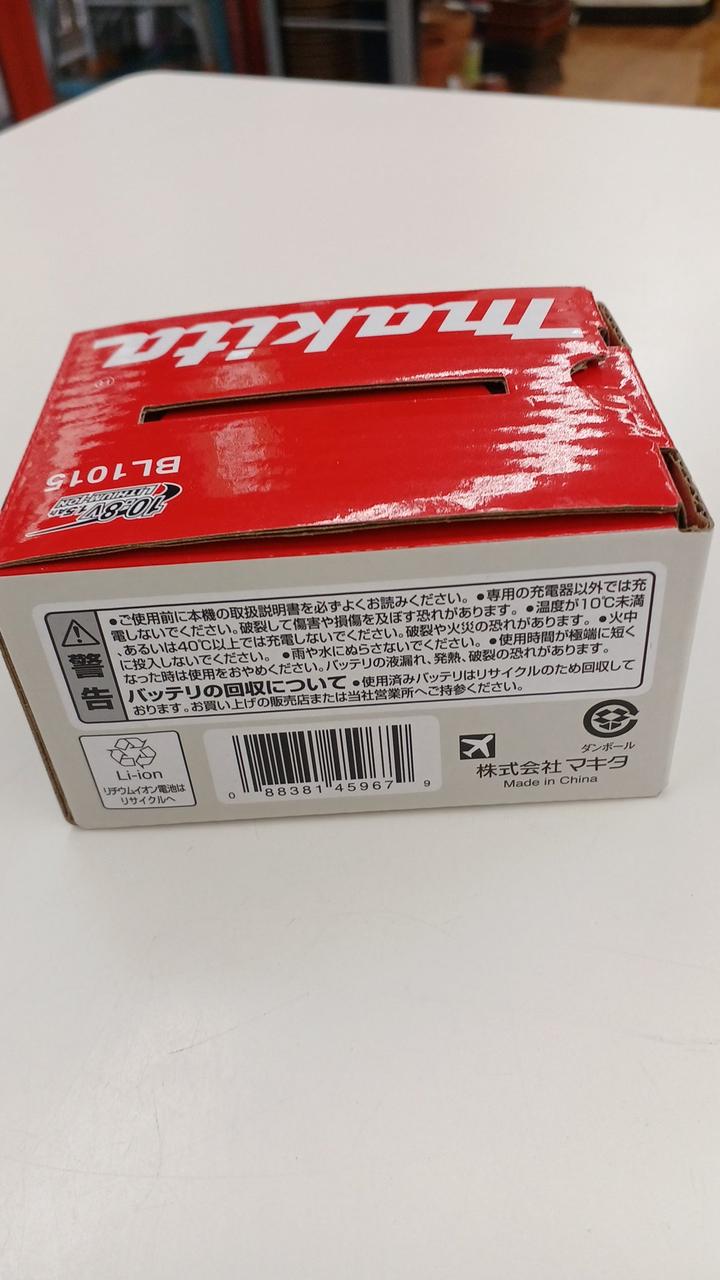 makita
®
BL1015
10.8V 1.5Ah
LITHIUM-ION
警告
●ご使用前に本機の取扱説明書を必ずよくお読みください。●専用の充電器以外では充
電しないでください。破裂して傷害や損傷を及ぼす恐れがあります。●温度が10℃未満
、あるいは40℃以上では充電しないでください。破裂や火災の恐れがあります。●火中
に投入しないでください。●雨や水にぬらさないでください。●使用時間が極端に短く
なった時は使用をおやめください。バッテリの液漏れ、発熱、破裂の恐れがあります。
バッテリの回収について●使用済みバッテリはリサイクルのため回収して
おります。お買い上げの販売店または当社営業所へご持参ください。
Li-ion
リチウムイオン電池は
リサイクルへ
0 88381 45967 9
ダンボール
株式会社マキタ
Made in China